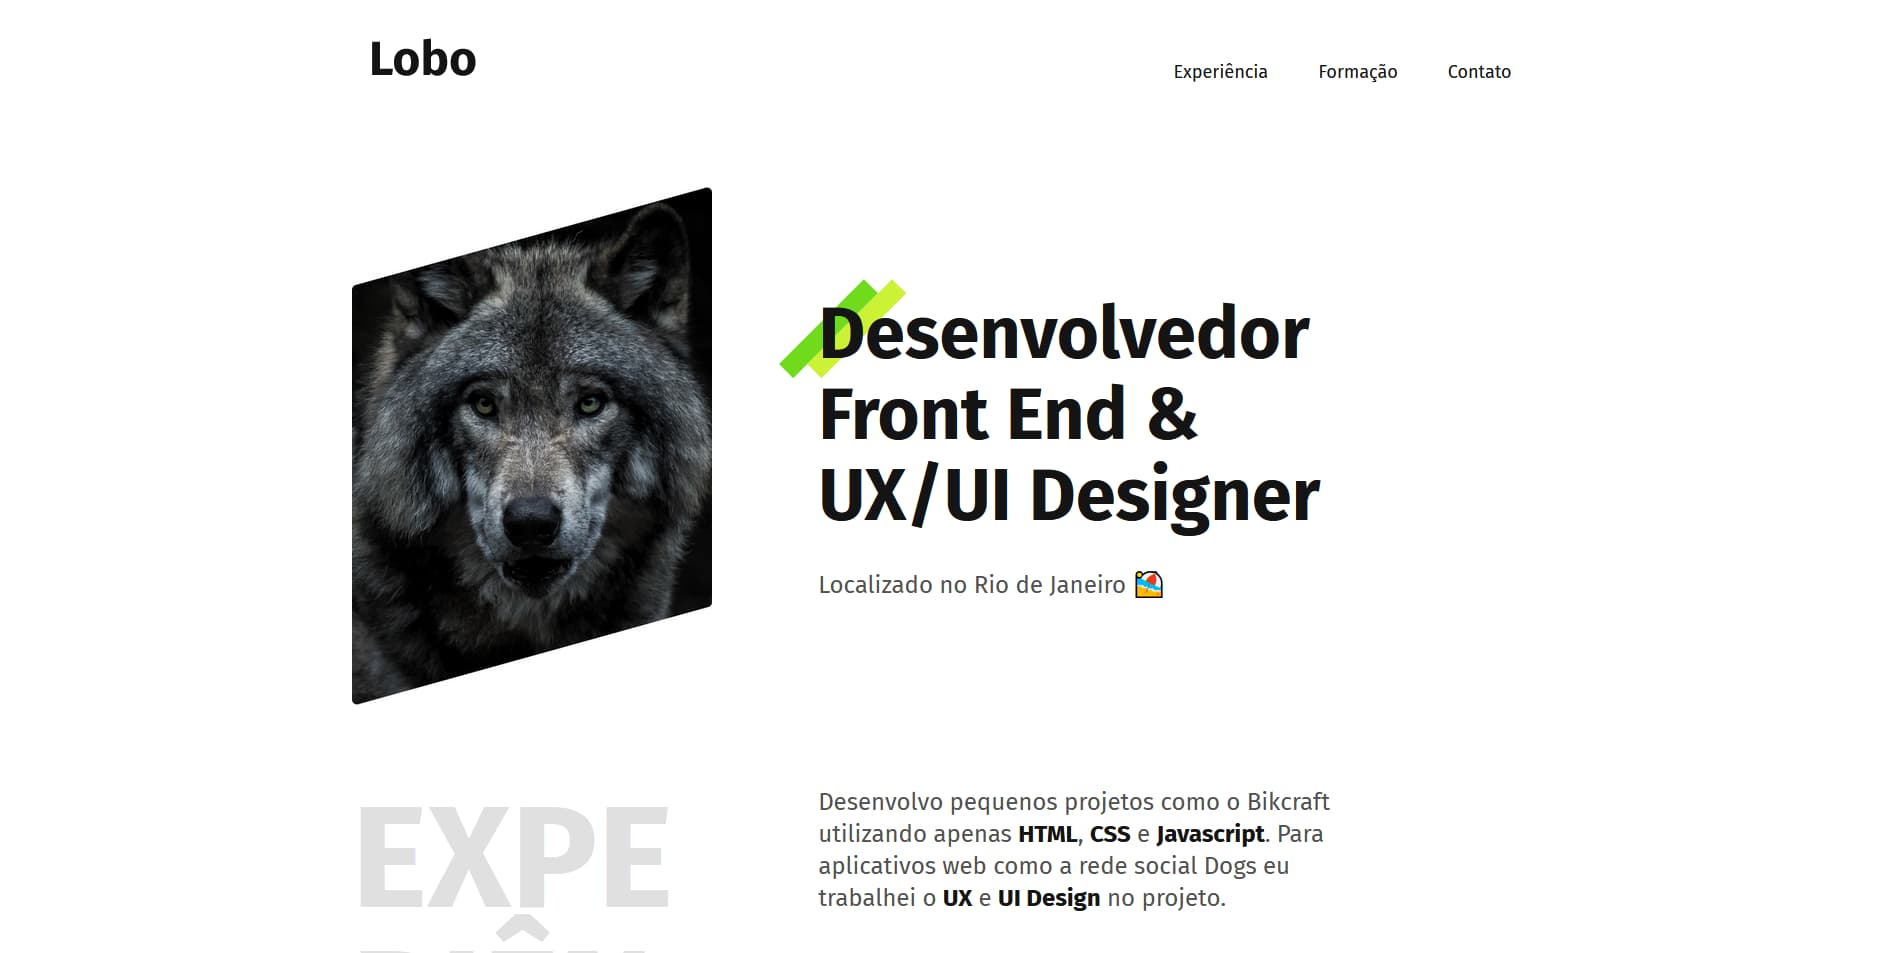 Lobo
Experiência
Formação
Contato
Desenvolvedor
Front End &
UX/UI Designer
Localizado no Rio de Janeiro 🏖
Desenvolvo pequenos projetos como o Bikcraft
utilizando apenas HTML, CSS e Javascript. Para
aplicativos web como a rede social Dogs eu
trabalhei o UX e UI Design no projeto.
EXPE